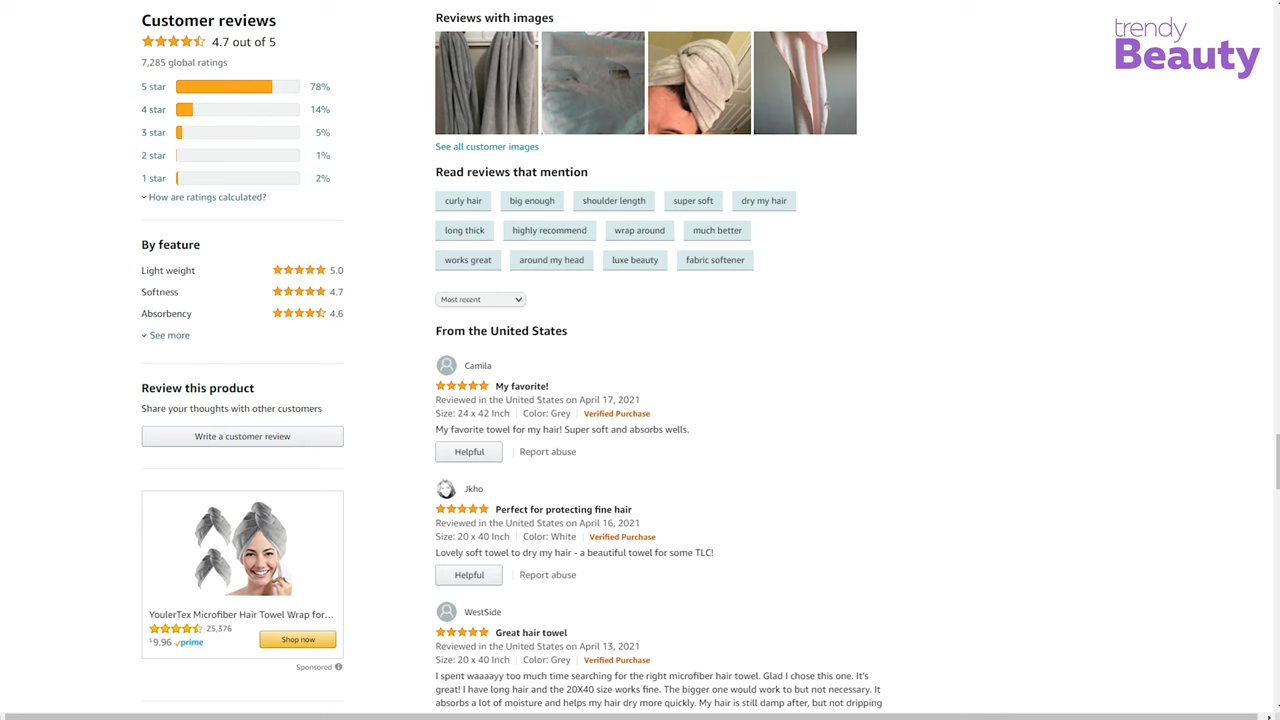 Customer reviews
4.7 out of 5
7,285 global ratings
5 star 78%
4 star 14%
3 star 5%
2 star 1%
1 star 2%
How are ratings calculated?
By feature
Light weight 5.0
Softness 4.7
Absorbency 4.6
See more
Review this product
Share your thoughts with other customers
Write a customer review
YoulerTex Microfiber Hair Towel Wrap for...
25,376
$9.96 prime
Shop now
Sponsored
Reviews with images
See all customer images
Read reviews that mention
curly hair big enough shoulder length super soft dry my hair
long thick highly recommend wrap around much better
works great around my head luxe beauty fabric softener
Most recent
From the United States
Camila
My favorite!
Reviewed in the United States on April 17, 2021
Size: 24 x 42 Inch Color: Grey Verified Purchase
My favorite towel for my hair! Super soft and absorbs wells.
Helpful Report abuse
Jkho
Perfect for protecting fine hair
Reviewed in the United States on April 16, 2021
Size: 20 x 40 Inch Color: White Verified Purchase
Lovely soft towel to dry my hair - a beautiful towel for some TLC!
Helpful Report abuse
WestSide
Great hair towel
Reviewed in the United States on April 13, 2021
Size: 20 x 40 Inch Color: Grey Verified Purchase
I spent waaaayy too much time searching for the right microfiber hair towel. Glad I chose this one. It's
great! I have long hair and the 20X40 size works fine. The bigger one would work to but not necessary. It
absorbs a lot of moisture and helps my hair dry more quickly. My hair is still damp after, but not dripping
trendy
Beauty